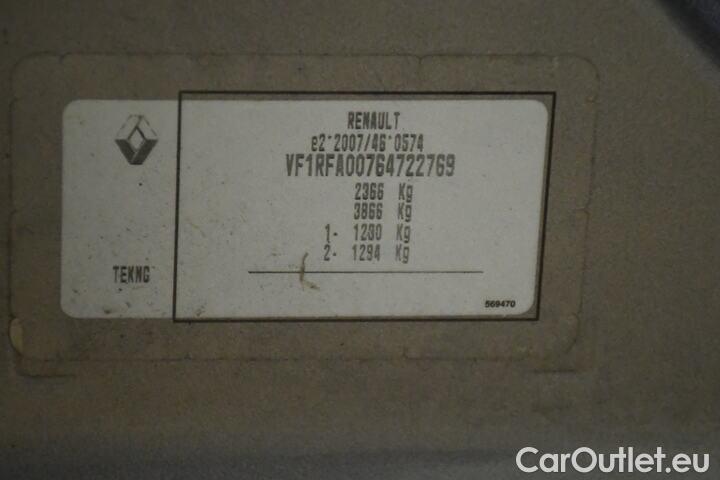 RENAULT
e2*2007/46*0574
VF1RFA00764722769
2366 Kg
3866 Kg
1- 1230 Kg
2- 1294 Kg
TEKNG
569470
CarOutlet.eu